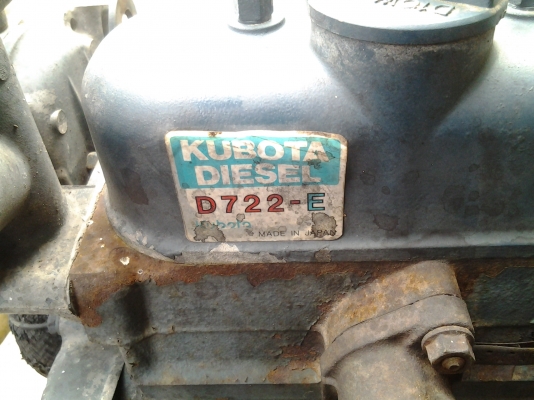 KUBOTA
DIESEL
D722-E
MADE IN JAPAN